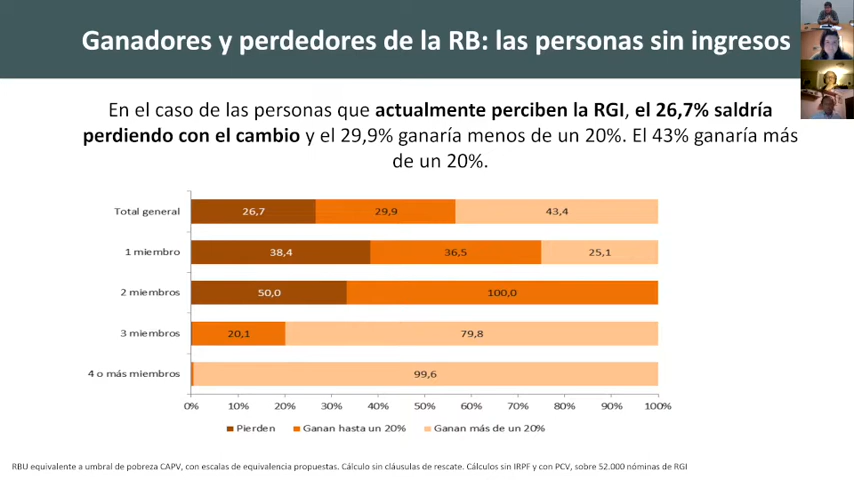 Ganadores y perdedores de la RB: las personas sin ingresos
En el caso de las personas que actualmente perciben la RGI, el 26,7% saldría
perdiendo con el cambio y el 29,9% ganaría menos de un 20%. El 43% ganaría más
de un 20%.
Total general 26,7 29,9 43,4
1 miembro 38,4 36,5 25,1
2 miembros 50,0 100,0
3 miembros 20,1 79,8
4 o más miembros 99,6
0% 10% 20% 30% 40% 50% 60% 70% 80% 90% 100%
Pierden Ganan hasta un 20% Ganan más de un 20%
RBU equivalente a umbral de pobreza CAPV, con escalas de equivalencia propuestas. Cálculo sin cláusulas de rescate. Cálculos sin IRPF y con PCV, sobre 52.000 nóminas de RGI